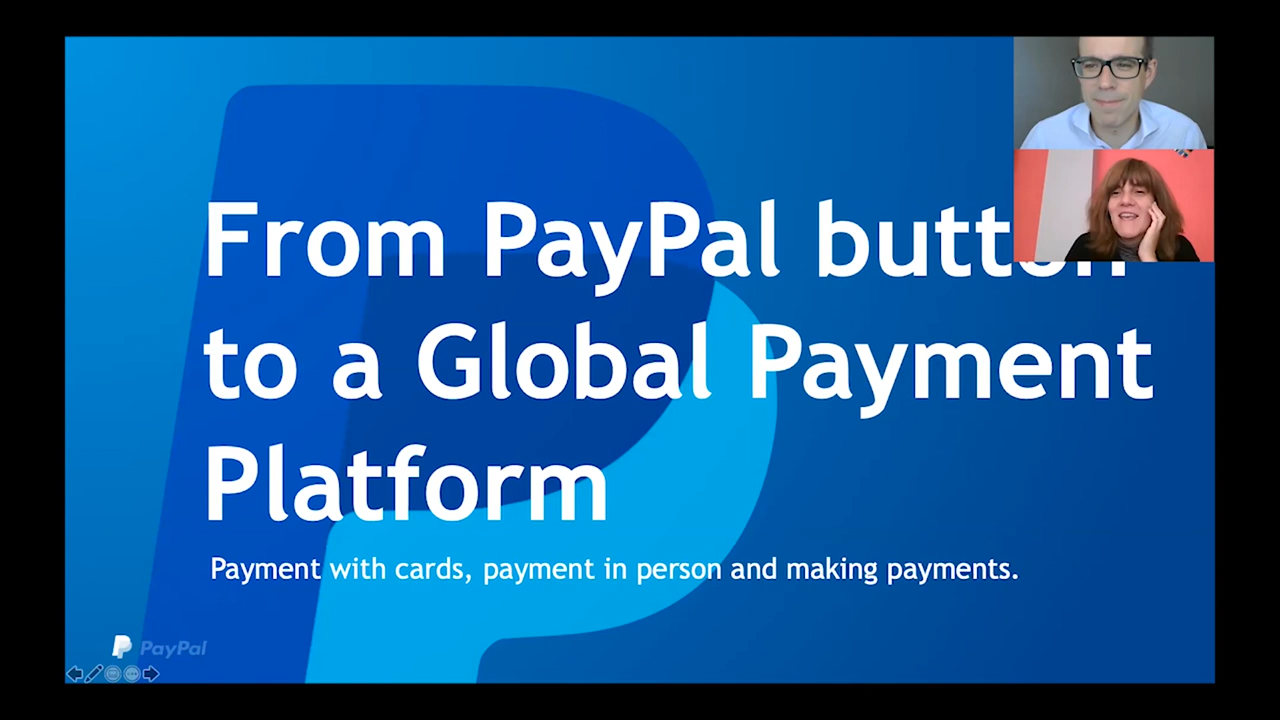 From PayPal button
to a Global Payment
Platform
Payment with cards, payment in person and making payments.
PayPal